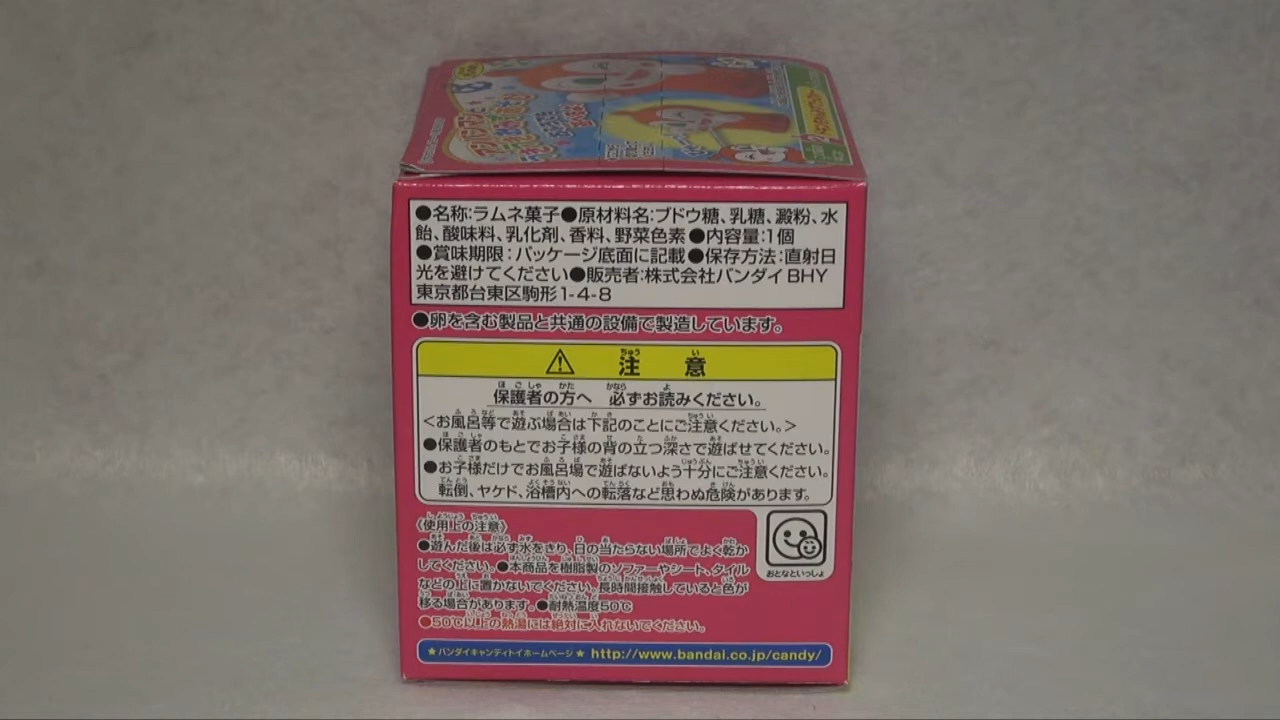 ●名称:ラムネ菓子●原材料名:ブドウ糖、乳糖、澱粉、水
飴、酸味料、乳化剤、香料、野菜色素 ●内容量:1個
●賞味期限:パッケージ底面に記載●保存方法:直射日
光を避けてください●販売者:株式会社バンダイ BHY
東京都台東区駒形1-4-8
●卵を含む製品と共通の設備で製造しています。
注意
保護者の方へ 必ずお読みください。
<お風呂等で遊ぶ場合は下記のことにご注意ください。>
●保護者のもとでお子様の背の立つ深さで遊ばせてください。
●お子様だけでお風呂場で遊ばないよう十分にご注意ください。
転倒、ヤケド、浴槽内への転落など思わぬ危険があります。
〈使用上の注意〉
●遊んだ後は必ず水をきり、日の当たらない場所でよく乾か
してください。●本商品を樹脂製のソファーやシート、タイル
などの上に置かないでください。長時間接触していると色が
移る場合があります。●耐熱温度50℃
●50℃以上の熱湯には絶対に入れないでください。
おとなといっしょ
★バンダイキャンディトイホームページ★ http://www.bandai.co.jp/candy/